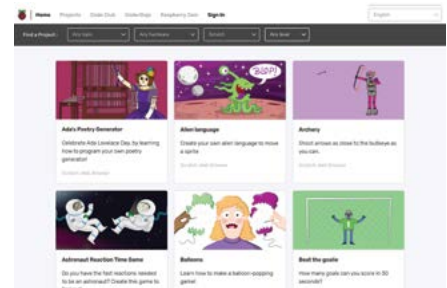 Home Projects Code Club CoderDojo Raspberry Jam Sign In
English
Find a Project: Any topic Any hardware Scratch Any level
BOOP!
Ada's Poetry Generator
Celebrate Ada Lovelace Day, by learning
how to program your own poetry
generator!
Alien language
Create your own alien language to move
a sprite
Archery
Shoot arrows as close to the bullseye as
you can.
Astronaut Reaction Time Game
Do you have the fast reactions needed
to be an astronaut? Create this game to
Balloons
Learn how to make a balloon-popping
game!
Beat the goalie
How many goals can you score in 30
seconds?